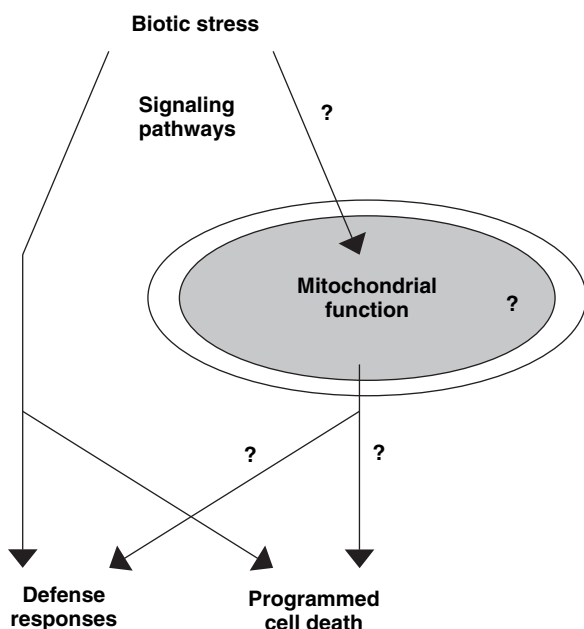 Biotic stress
Signaling
pathways
?
Mitochondrial
function
?
?
?
Defense
responses
Programmed
cell death